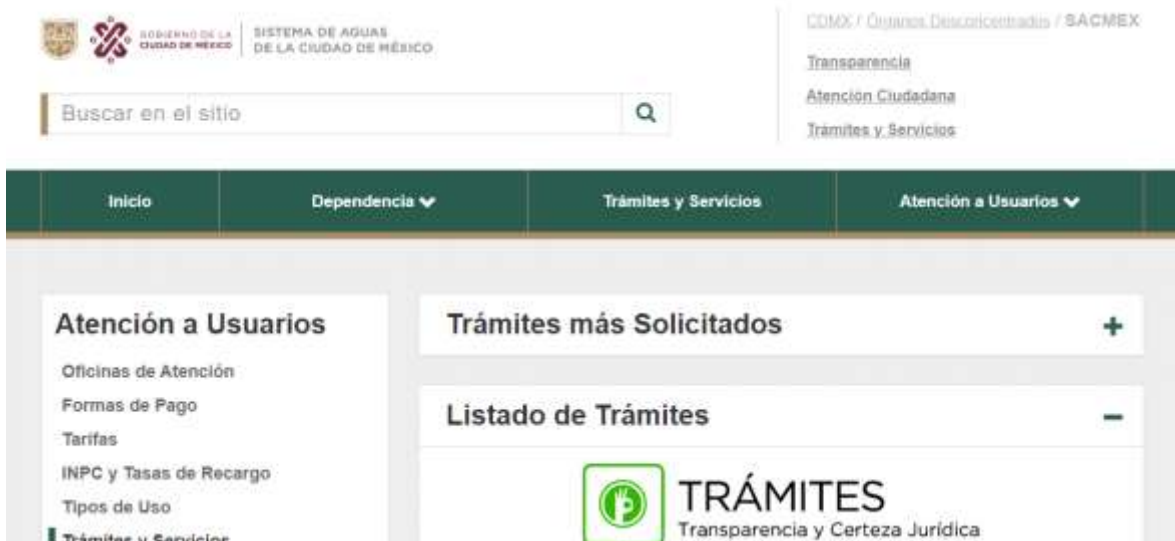 GOBIERNO DE LA
CIUDAD DE MÉXICO
SISTEMA DE AGUAS
DE LA CIUDAD DE MÉXICO
CDMX / Órganos Desconcentrados / SACMEX
Transparencia
Atención Ciudadana
Trámites y Servicios
Buscar en el sitio
Inicio
Dependencia
Trámites y Servicios
Atención a Usuarios
Atención a Usuarios
Oficinas de Atención
Formas de Pago
Tarifas
INPC y Tasas de Recargo
Tipos de Uso
Trámites y Servicios
Trámites más Solicitados
Listado de Trámites
TRÁMITES
Transparencia y Certeza Jurídica